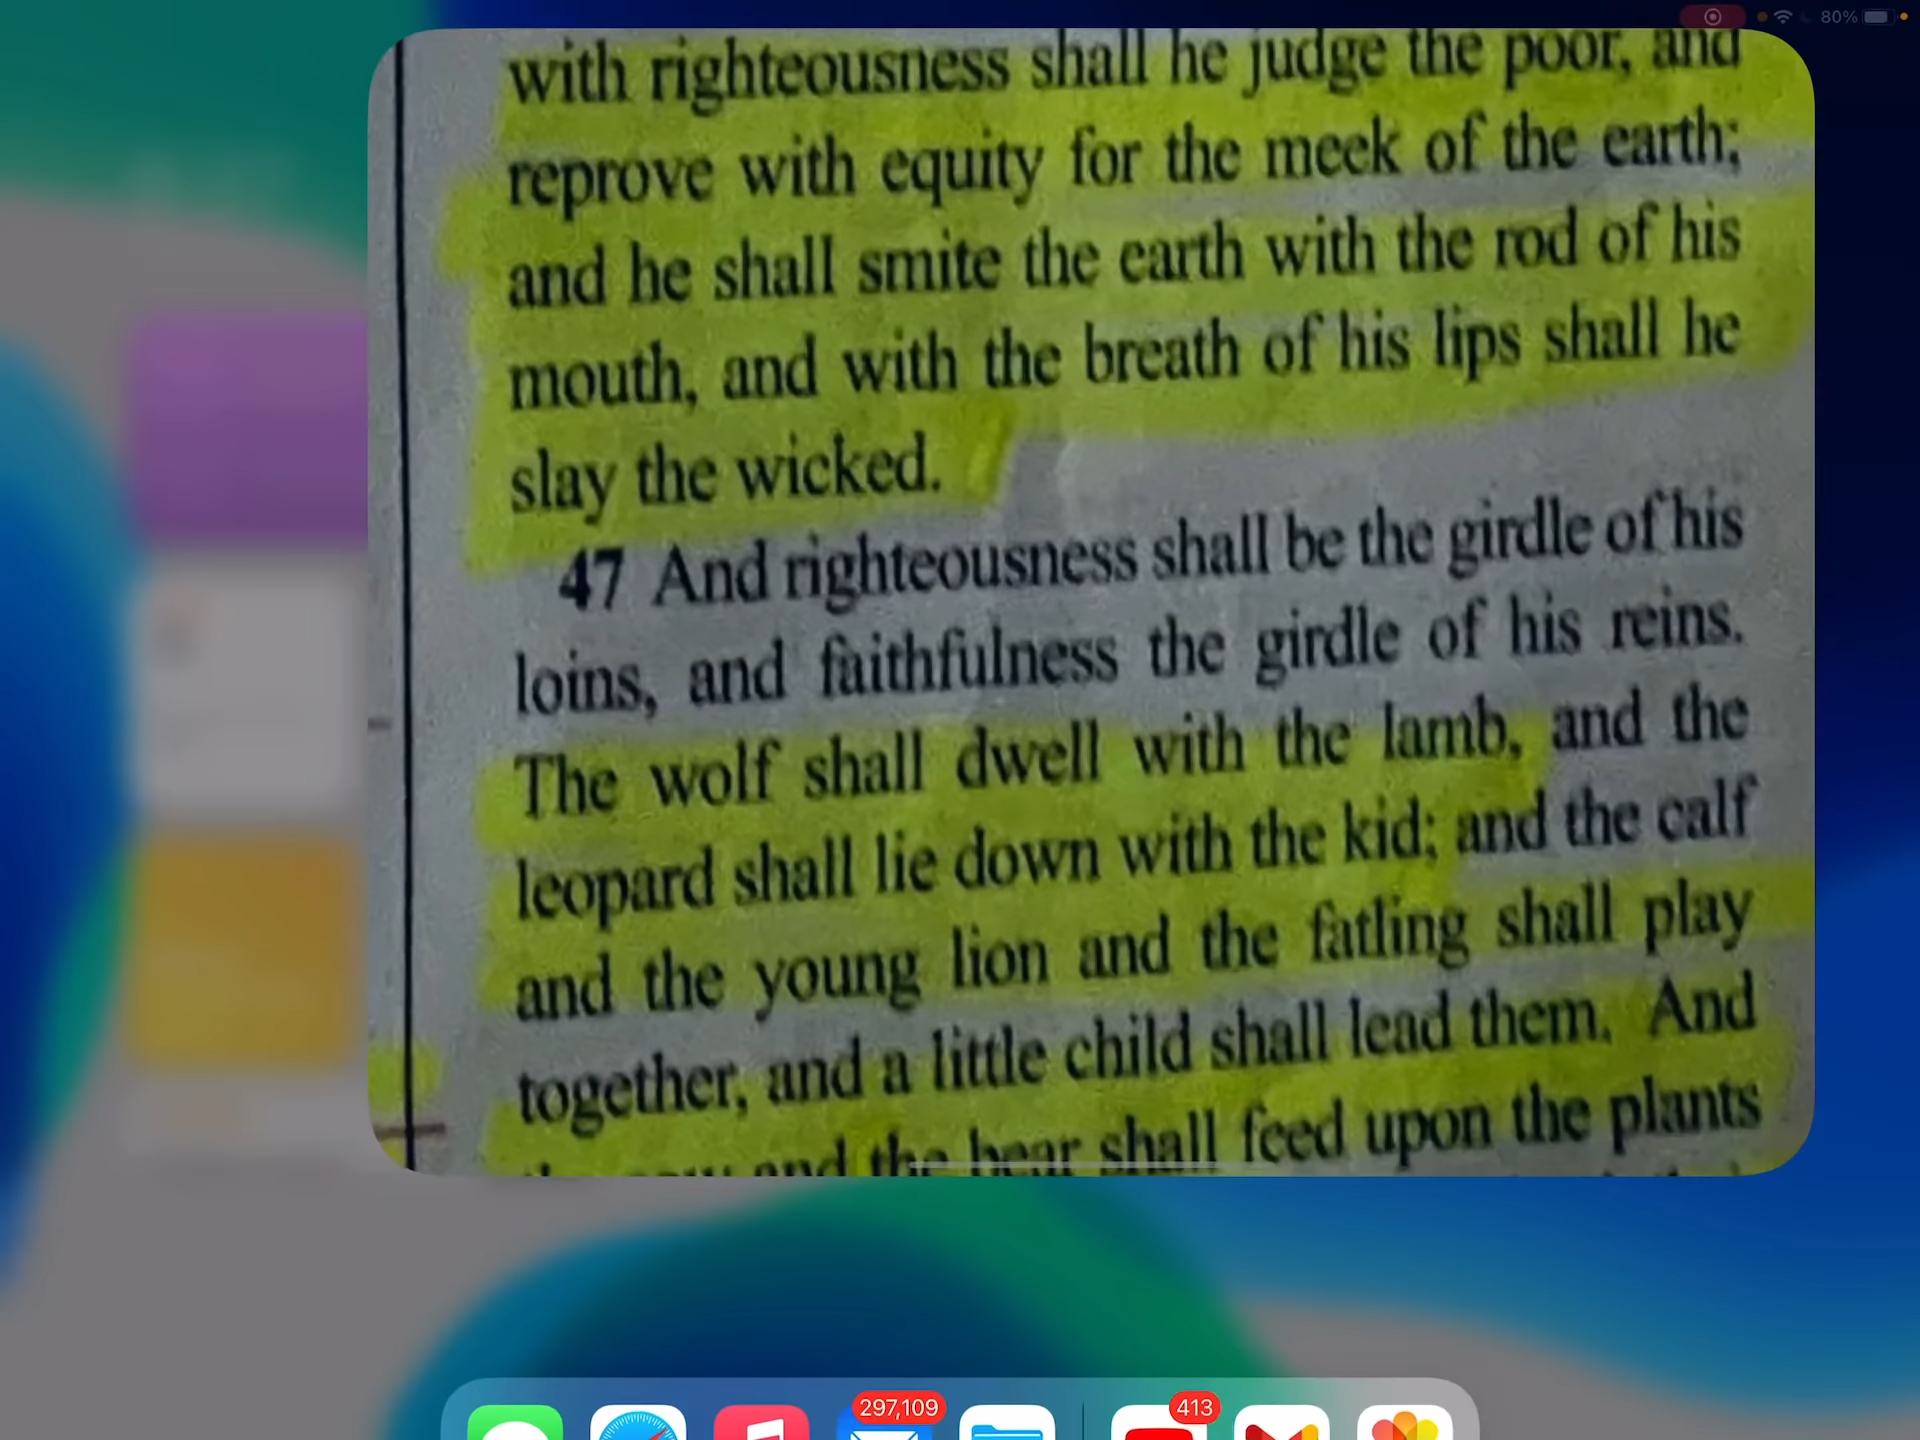 80%
with righteousness shall he judge the poor, and
reprove with equity for the meek of the earth;
and he shall smite the earth with the rod of his
mouth, and with the breath of his lips shall he
slay the wicked.
47 And righteousness shall be the girdle of his
loins, and faithfulness the girdle of his reins.
The wolf shall dwell with the lamb, and the
leopard shall lie down with the kid; and the calf
and the young lion and the fatling shall play
together, and a little child shall lead them. And
and the bear shall feed upon the plants
297,109
413